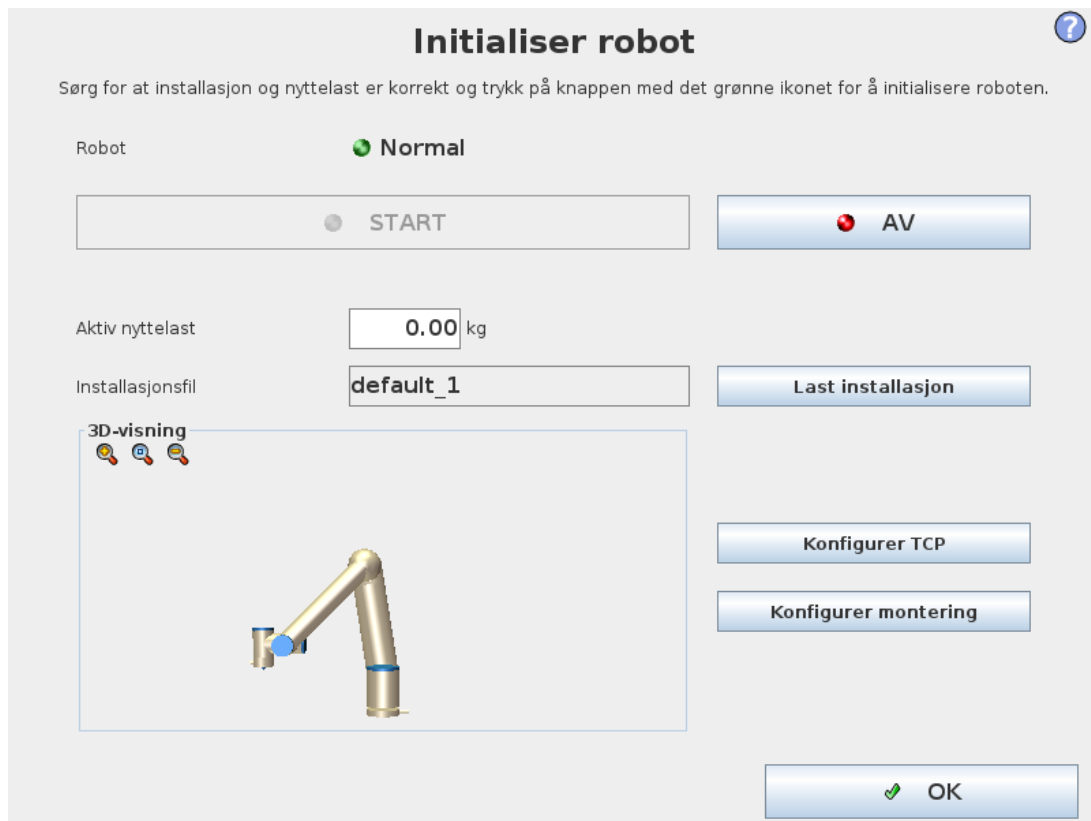 Initialiser robot
?
Sørg for at installasjon og nyttelast er korrekt og trykk på knappen med det grønne ikonet for å initialisere roboten.
Robot Normal
START AV
Aktiv nyttelast 0.00 kg
Installasjonsfil default_1 Last installasjon
3D-visning
Konfigurer TCP
Konfigurer montering
OK